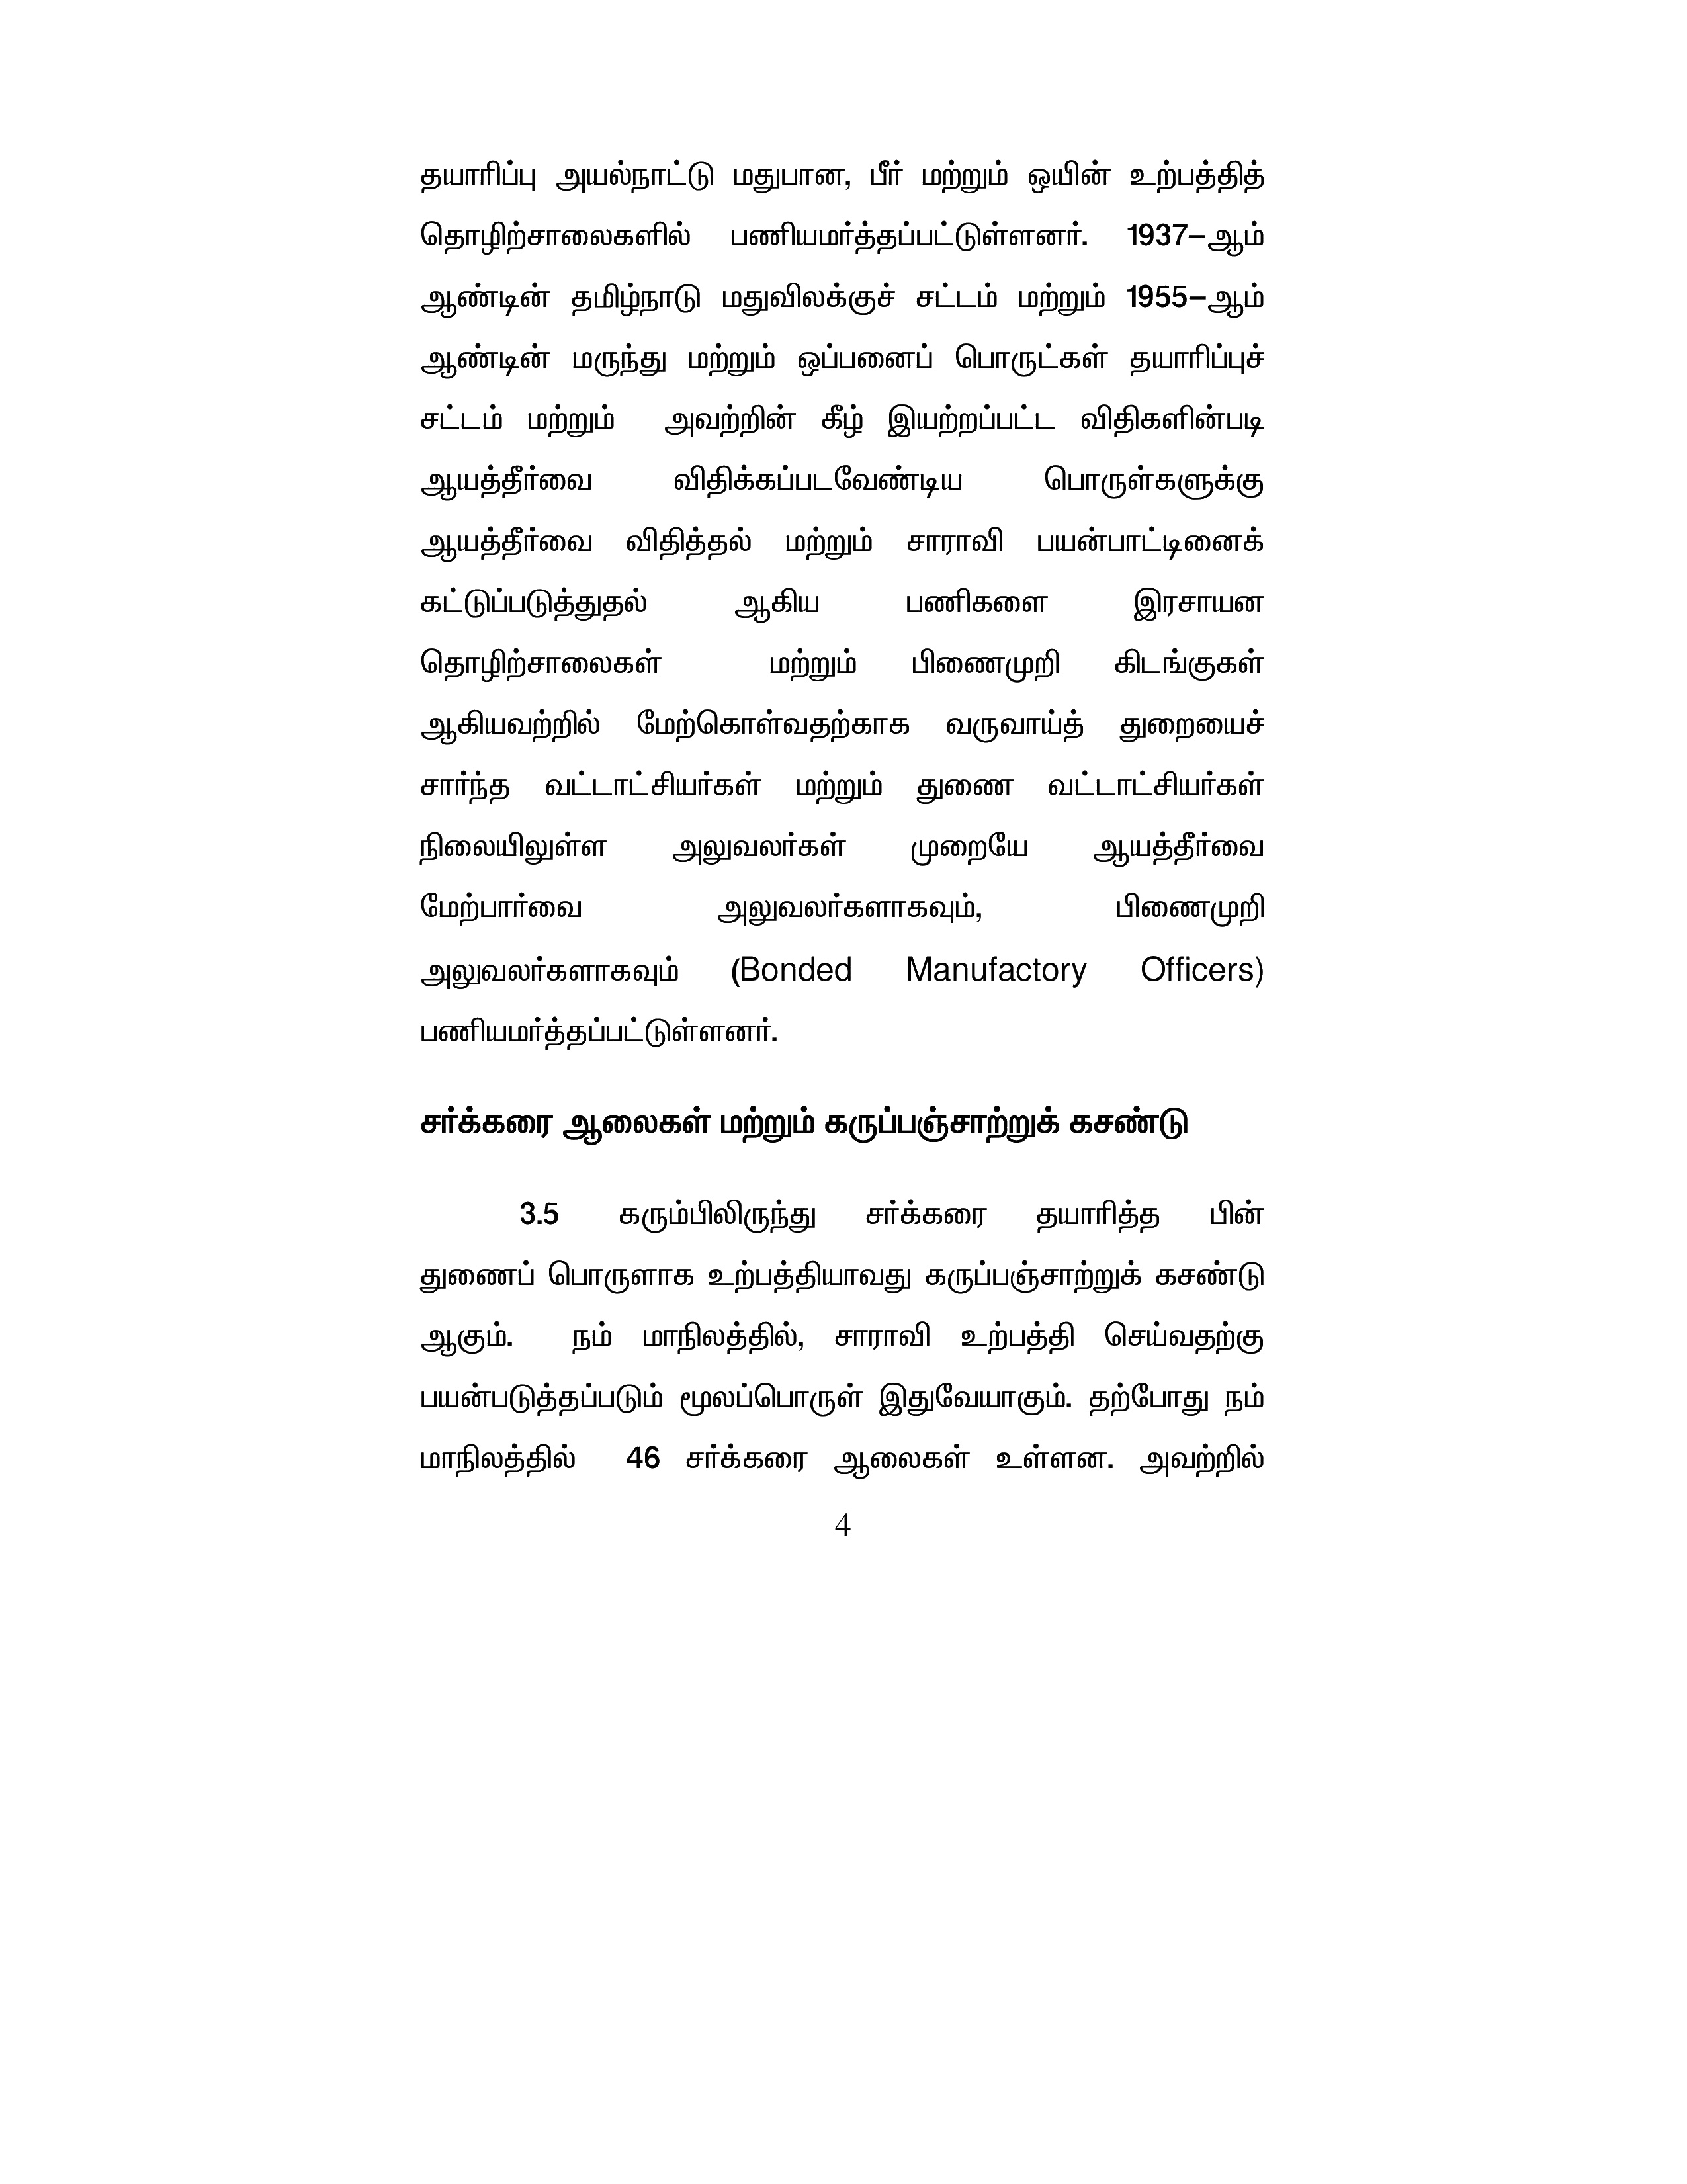 தயாரிப்பு அயல்நாட்டு மதுபான, பீர் மற்றும் ஒயின் உற்பத்தித்
தொழிற்சாலைகளில் பணியமர்த்தப்பட்டுள்ளனர். 1937–ஆம்
ஆண்டின் தமிழ்நாடு மதுவிலக்குச் சட்டம் மற்றும் 1955–ஆம்
ஆண்டின் மருந்து மற்றும் ஒப்பனைப் பொருட்கள் தயாரிப்புச்
சட்டம் மற்றும் அவற்றின் கீழ் இயற்றப்பட்ட விதிகளின்படி
ஆயத்தீர்வை விதிக்கப்படவேண்டிய பொருள்களுக்கு
ஆயத்தீர்வை விதித்தல் மற்றும் சாராவி பயன்பாட்டினைக்
கட்டுப்படுத்துதல் ஆகிய பணிகளை இரசாயன
தொழிற்சாலைகள் மற்றும் பிணைமுறி கிடங்குகள்
ஆகியவற்றில் மேற்கொள்வதற்காக வருவாய்த் துறையைச்
சார்ந்த வட்டாட்சியர்கள் மற்றும் துணை வட்டாட்சியர்கள்
நிலையிலுள்ள அலுவலர்கள் முறையே ஆயத்தீர்வை
மேற்பார்வை அலுவலர்களாகவும், பிணைமுறி
அலுவலர்களாகவும் (Bonded Manufactory Officers)
பணியமர்த்தப்பட்டுள்ளனர்.
சர்க்கரை ஆலைகள் மற்றும் கருப்பஞ்சாற்றுக் கசண்டு
3.5 கரும்பிலிருந்து சர்க்கரை தயாரித்த பின்
துணைப் பொருளாக உற்பத்தியாவது கருப்பஞ்சாற்றுக் கசண்டு
ஆகும். நம் மாநிலத்தில், சாராவி உற்பத்தி செய்வதற்கு
பயன்படுத்தப்படும் மூலப்பொருள் இதுவேயாகும். தற்போது நம்
மாநிலத்தில் 46 சர்க்கரை ஆலைகள் உள்ளன. அவற்றில்
4